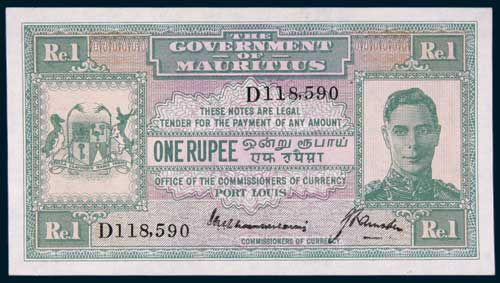 THE
Re.1 GOVERNMENT Re.1
OF
MAURITIUS
D118,590
THESE NOTES ARE LEGAL
TENDER FOR THE PAYMENT OF ANY AMOUNT
ONE RUPEE ஒன்று ரூபாய்
एक रुपैया
OFFICE OF THE COMMISSIONERS OF CURRENCY
PORT LOUIS
D118,590
Re.1 COMMISSIONERS OF CURRENCY Re.1